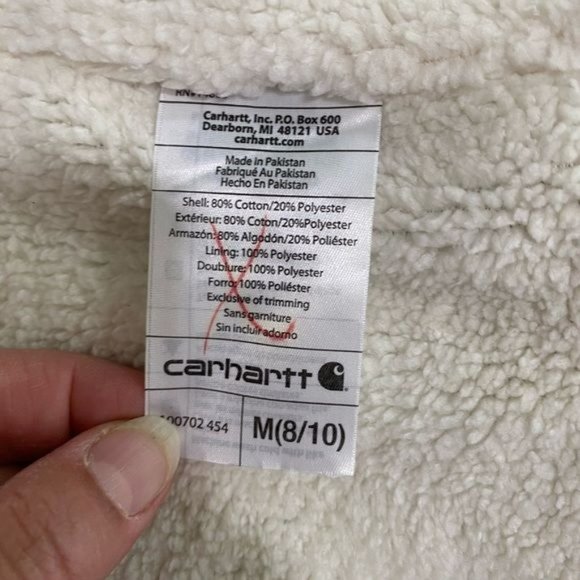 Carhartt, Inc. P.O. Box 600
Dearborn, MI 48121 USA
carhartt.com
Made in Pakistan
Fabriqué Au Pakistan
Hecho En Pakistan
Shell: 80% Cotton/20% Polyester
Extérieur: 80% Coton/20%Polyester
Armazón: 80% Algodón/20% Poliéster
Lining: 100% Polyester
Doublure: 100% Polyester
Forro: 100% Poliéster
Exclusive of trimming
Sans garniture
Sin incluir adorno
carhartt
454
M(8/10)